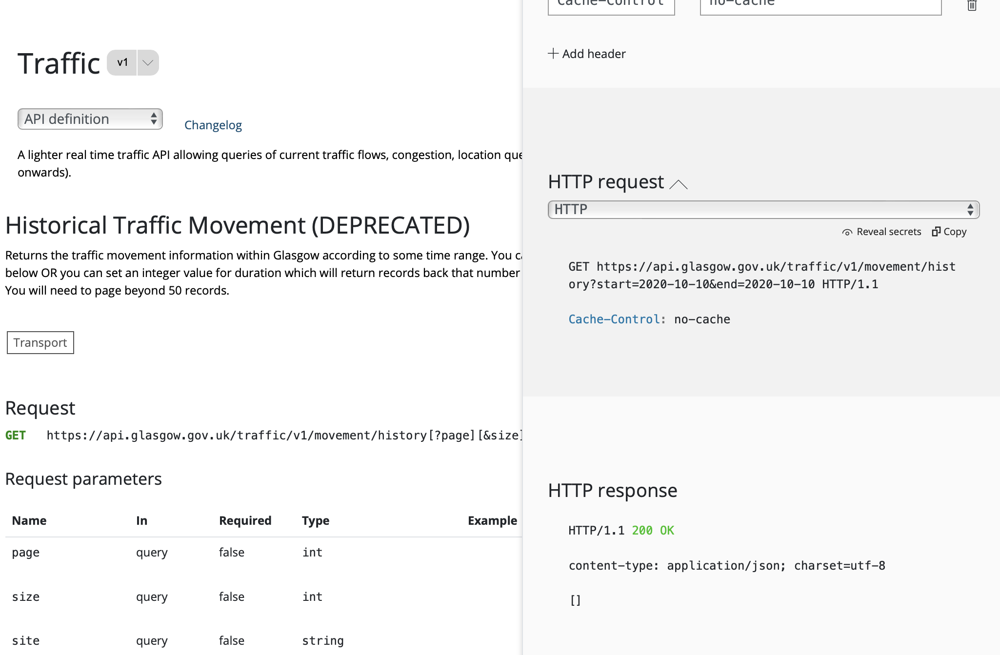 Traffic v1
API definition
Changelog
A lighter real time traffic API allowing queries of current traffic flows, congestion, location que
onwards).
Historical Traffic Movement (DEPRECATED)
Returns the traffic movement information within Glasgow according to some time range. You ca
below OR you can set an integer value for duration which will return records back that number
You will need to page beyond 50 records.
Transport
Request
GET https://api.glasgow.gov.uk/traffic/v1/movement/history[?page][&size]
Request parameters
Name In Required Type Example
page query false int
size query false int
site query false string
Cache-Control no-cache
Add header
HTTP request
HTTP
Reveal secrets Copy
GET https://api.glasgow.gov.uk/traffic/v1/movement/hist
ory?start=2020-10-10&end=2020-10-10 HTTP/1.1
Cache-Control: no-cache
HTTP response
HTTP/1.1 200 OK
content-type: application/json; charset=utf-8
[]